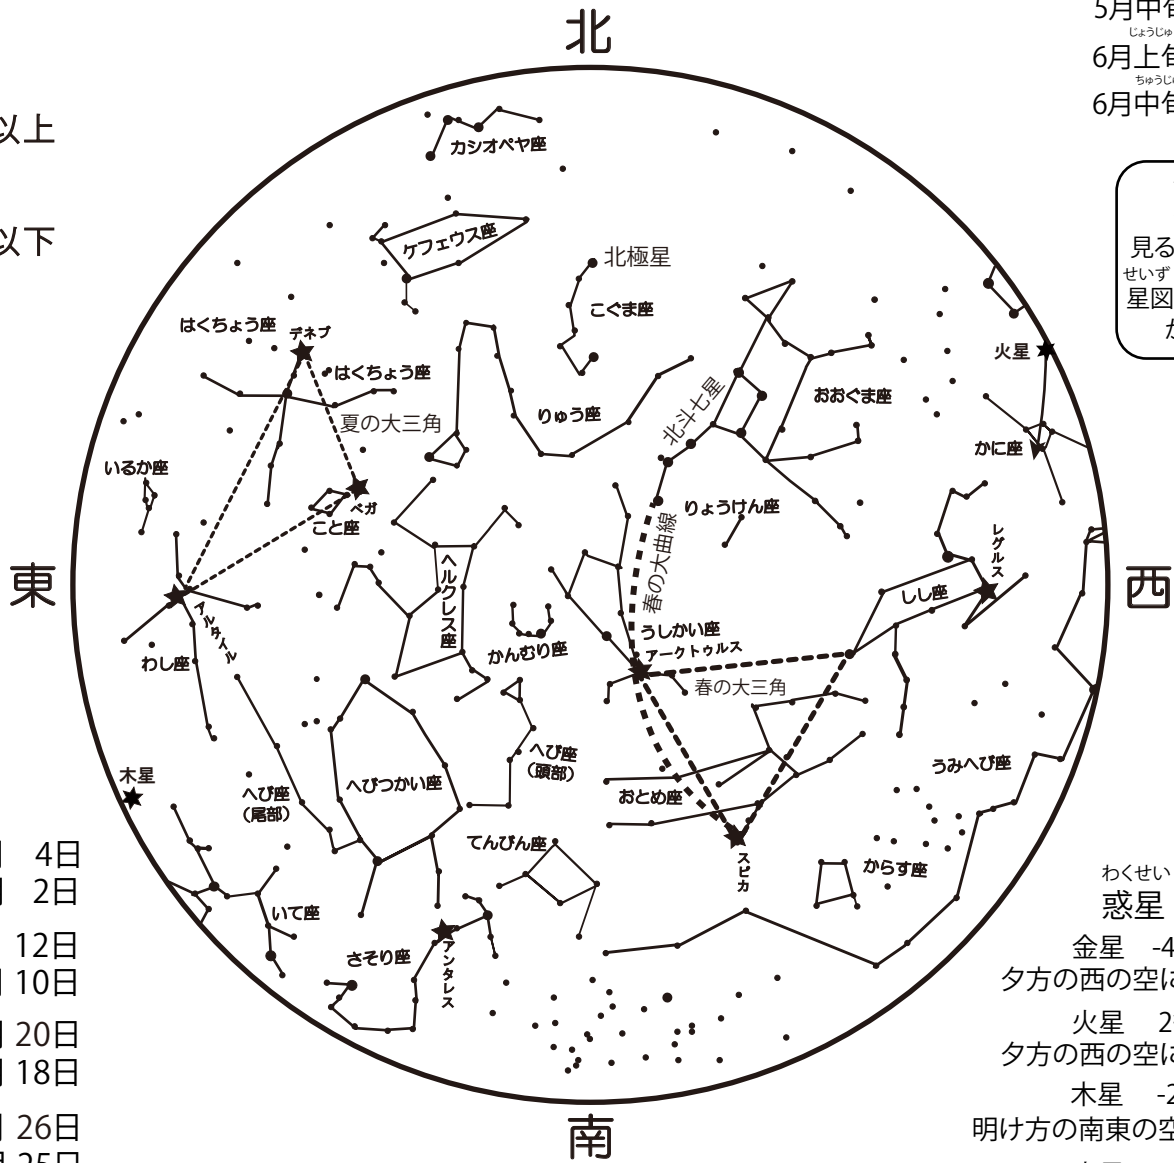 北
東
西
南
カシオペヤ座
ケフェウス座
北極星
こぐま座
はくちょう座
デネブ
はくちょう座
夏の大三角
りゅう座
北斗七星
おおぐま座
火星
かに座
いるか座
こと座
ベガ
りょうけん座
春の大曲線
レグルス
しし座
ヘルクレス座
かんむり座
うしかい座
アークトゥルス
春の大三角
アルタイル
わし座
木星
へび座
(尾部)
へびつかい座
へび座
(頭部)
おとめ座
スピカ
うみへび座
からす座
てんびん座
いて座
さそり座
アンタレス
以上
以下
4日
2日
12日
10日
20日
18日
26日
25日
5月中旬
じょうじゅ
6月上旬
ちゅうじゅ
6月中旬
見る
せいず
星図
わくせい
惑星
金星 -4
夕方の西の空に
火星 2
夕方の西の空に
木星 -2
明け方の南東の空